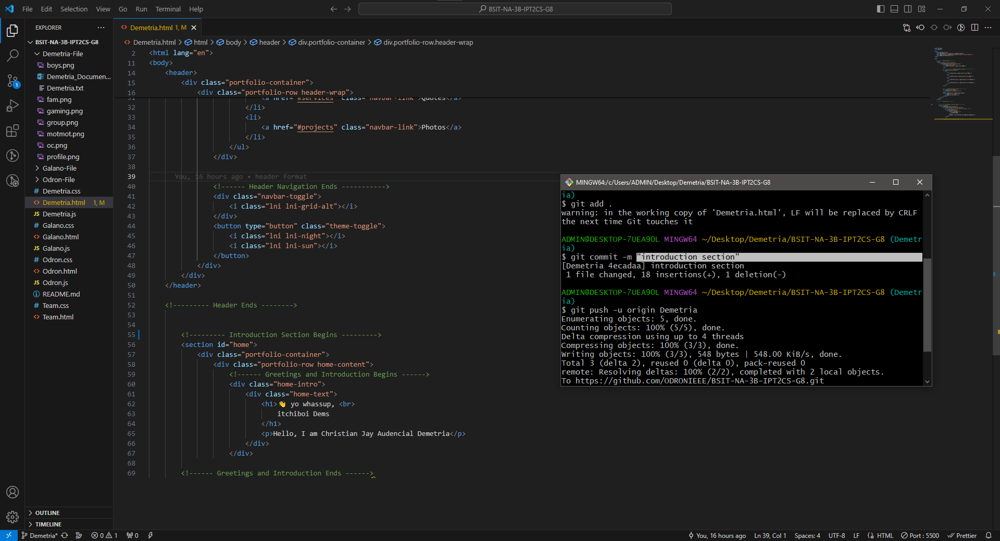 File Edit Selection View Go Run Terminal Help
BSIT-NA-3B-IPT2CS-G8
EXPLORER
BSIT-NA-3B-IPT2CS-G8
Demetria-File
boys.png
Demetria_Documen...
Demetria.txt
fam.png
gaming.png
group.png
motmot.png
oc.png
profile.png
Galano-File
Odron-File
Demetria.css
Demetria.html 1, M
Demetria.js
Galano.css
Galano.html
Galano.js
Odron.css
Odron.html
Odron.js
README.md
Team.css
Team.html
OUTLINE
TIMELINE
Demetria.html 1, M
Demetria.html > html > body > header > div.portfolio-container > div.portfolio-row.header-wrap
2 <html lang="en">
11 <body>
14 <header>
15 <div class="portfolio-container">
16 <div class="portfolio-row header-wrap">
31 <a href="#services" class="navbar-link">Quotes</a>
32 </li>
33 <li>
34 <a href="#projects" class="navbar-link">Photos</a>
35 </li>
36 </ul>
37 </div>
38
39 You, 16 hours ago • header format
40 <!------ Header Navigation Ends ----------->
41 <div class="navbar-toggle">
42 <i class="lni lni-grid-alt"></i>
43 </div>
44 <button type="button" class="theme-toggle">
45 <i class="lni lni-night"></i>
46 <i class="lni lni-sun"></i>
47 </button>
48 </div>
49 </div>
50 </header>
51
52 <!--------- Header Ends -------->
53
54
55 <!--------- Introduction Section Begins --------->
56 <section id="home">
57 <div class="portfolio-container">
58 <div class="portfolio-row home-content">
59 <!------ Greetings and Introduction Begins ------>
60 <div class="home-intro">
61 <div class="home-text">
62 <h1>👋 yo whassup, <br>
63 itchiboi Dems
64 </h1>
65 <p>Hello, I am Christian Jay Audencial Demetria</p>
66 </div>
67 </div>
68
69 <!------ Greetings and Introduction Ends ------>
MINGW64:/c/Users/ADMIN/Desktop/Demetria/BSIT-NA-3B-IPT2CS-G8
ia)
$ git add .
warning: in the working copy of 'Demetria.html', LF will be replaced by CRLF
the next time Git touches it
ADMIN@DESKTOP-7UEA9OL MINGW64 ~/Desktop/Demetria/BSIT-NA-3B-IPT2CS-G8 (Demetr
ia)
$ git commit -m "introduction section"
[Demetria 4ecadaa] introduction section
1 file changed, 18 insertions(+), 1 deletion(-)
ADMIN@DESKTOP-7UEA9OL MINGW64 ~/Desktop/Demetria/BSIT-NA-3B-IPT2CS-G8 (Demetr
ia)
$ git push -u origin Demetria
Enumerating objects: 5, done.
Counting objects: 100% (5/5), done.
Delta compression using up to 4 threads
Compressing objects: 100% (3/3), done.
Writing objects: 100% (3/3), 548 bytes | 548.00 KiB/s, done.
Total 3 (delta 2), reused 0 (delta 0), pack-reused 0
remote: Resolving deltas: 100% (2/2), completed with 2 local objects.
To https://github.com/ODRONIEEE/BSIT-NA-3B-IPT2CS-G8.git
Demetria* 0 1 0 You, 16 hours ago Ln 39, Col 1 Spaces: 4 UTF-8 LF HTML Port : 5500 Prettier